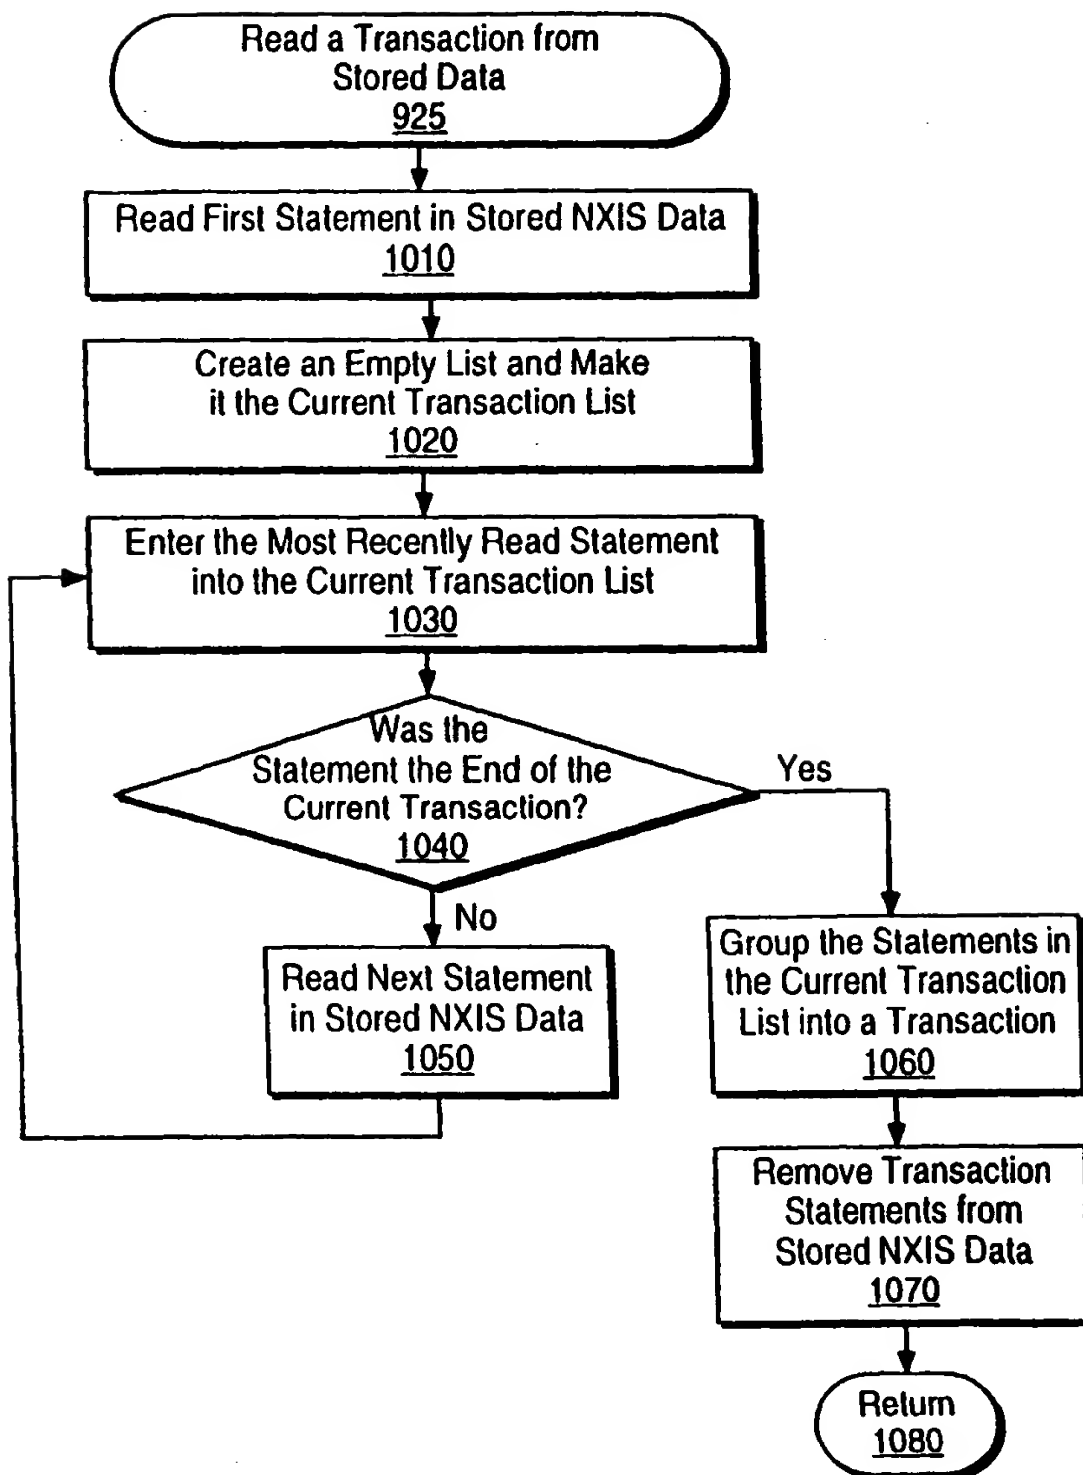 Read a Transaction from
Stored Data
925
Read First Statement in Stored NXIS Data
1010
Create an Empty List and Make
it the Current Transaction List
1020
Enter the Most Recently Read Statement
into the Current Transaction List
1030
Was the
Statement the End of the
Current Transaction?
1040
Yes
No
Read Next Statement
in Stored NXIS Data
1050
Group the Statements in
the Current Transaction
List into a Transaction
1060
Remove Transaction
Statements from
Stored NXIS Data
1070
Return
1080